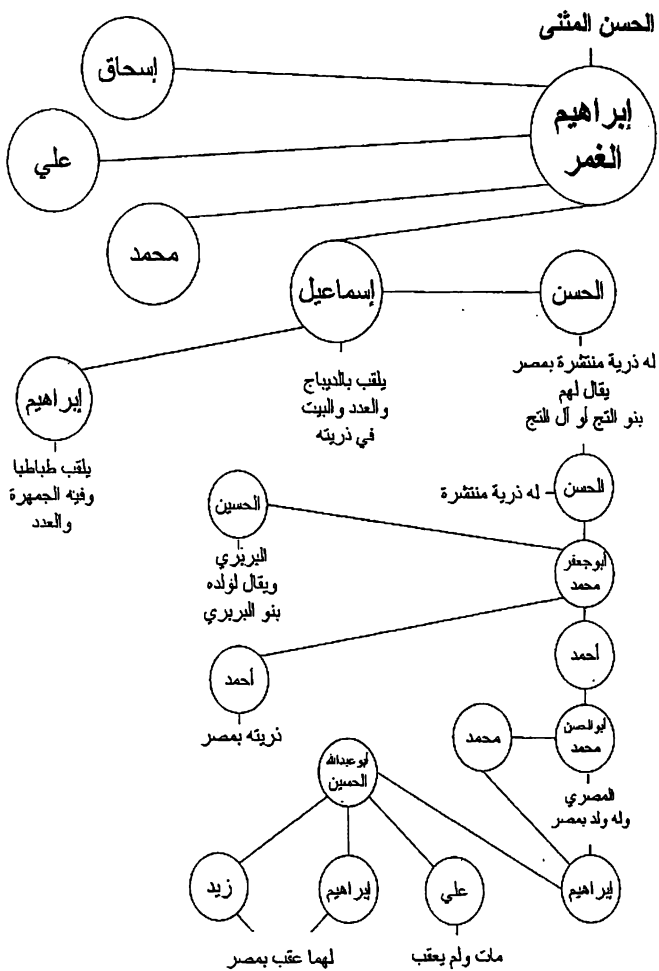 الحسن المثنى
إبراهيم
الغمر
إسحاق
علي
محمد
إسماعيل
الحسن
إبراهيم
له ذرية منتشرة بمصر
يقال لهم
بنو التج أو آل التج
يلقب بالديباج
والعدد والبيت
في ذريته
يلقب طباطبا
وفيه الجمهرة
والعدد
الحسن
له ذرية منتشرة
الحسين
البربري
ويقال لولده
بنو البربري
أبوجعفر
محمد
أحمد
أحمد
ذريته بمصر
أبوالحسن
محمد
محمد
المصري
وله ولد بمصر
أبوعبدالله
الحسين
إبراهيم
علي
إبراهيم
زيد
مات ولم يعقب
لهما عقب بمصر